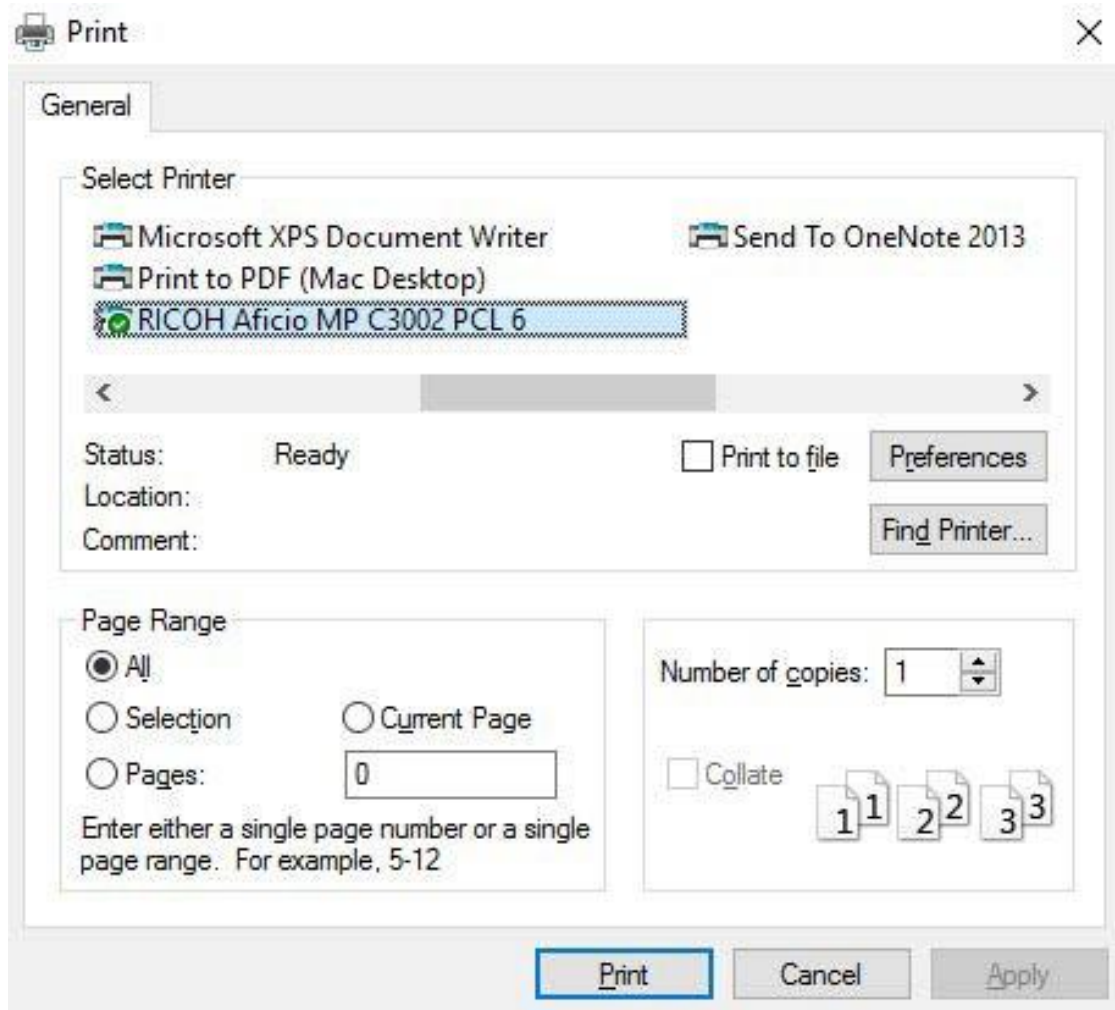 Print
General
Select Printer
Microsoft XPS Document Writer
Send To OneNote 2013
Print to PDF (Mac Desktop)
RICOH Aficio MP C3002 PCL 6
Status: Ready
Print to file
Preferences
Location:
Comment:
Find Printer...
Page Range
All
Selection
Current Page
Pages: 0
Enter either a single page number or a single
page range. For example, 5-12
Number of copies: 1
Collate
1 1 2 2 3 3
Print
Cancel
Apply